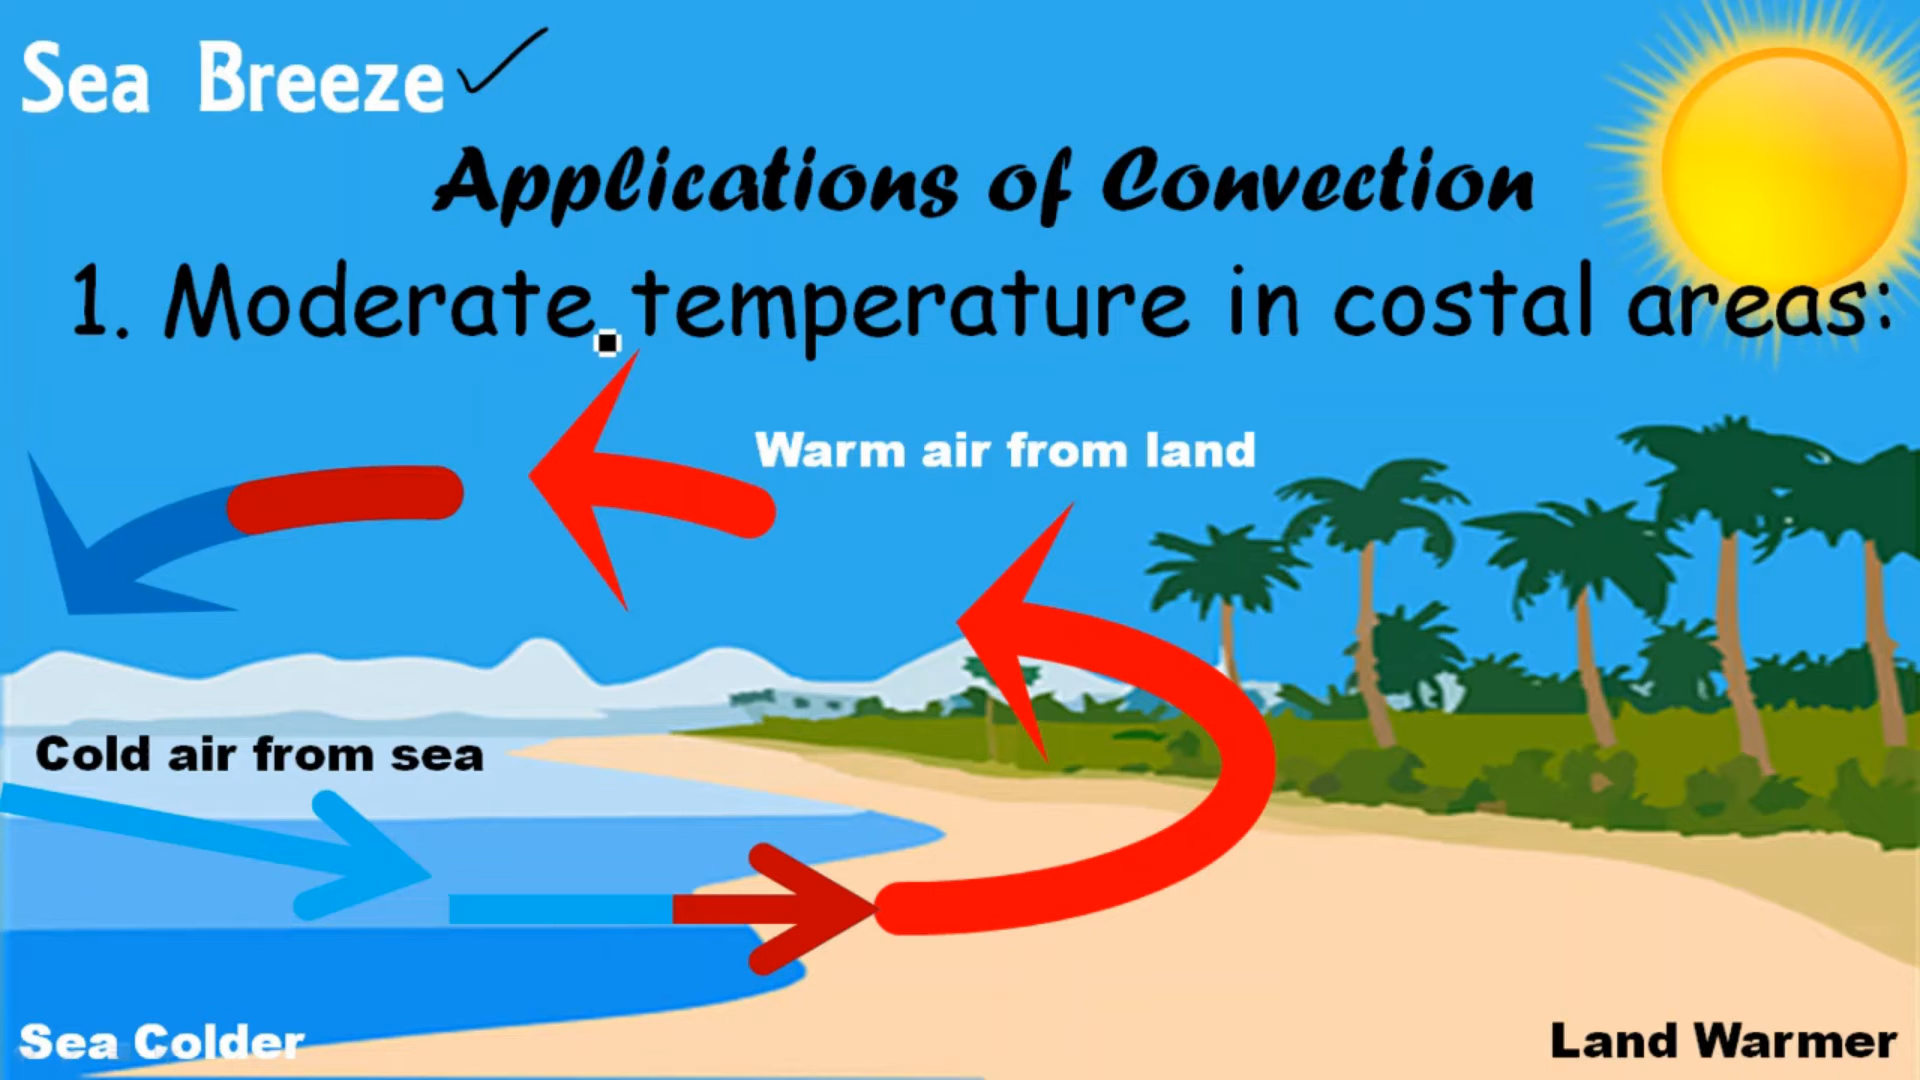 Sea Breeze
Applications of Convection
1. Moderate temperature in costal areas:
Warm air from land
Cold air from sea
Sea Colder
Land Warmer